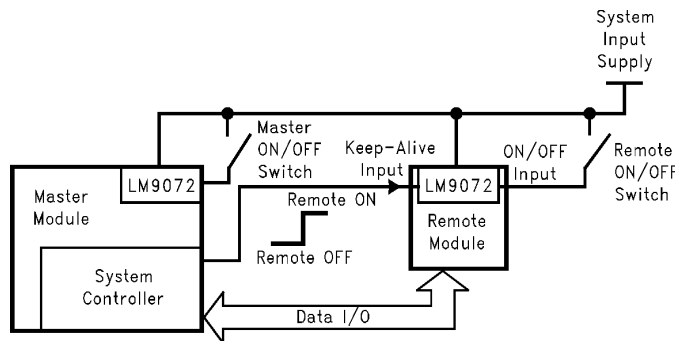 System
Input
Supply
Master
ON/OFF
Switch
Keep-Alive
Input
ON/OFF
Input
Remote
ON/OFF
Switch
LM9072
LM9072
Master
Module
Remote ON
Remote OFF
Remote
Module
System
Controller
Data I/O